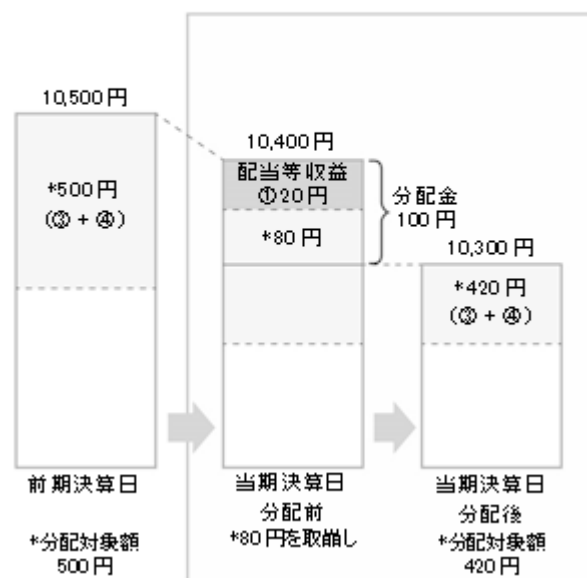 10,500円
*500円
(③+④)
前期決算日
*分配対象額
500円
10,400円
配当等収益
①20円
*80円
分配金
100円
当期決算日
分配前
*80円を取崩し
10,300円
*420円
(③+④)
当期決算日
分配後
*分配対象額
420円